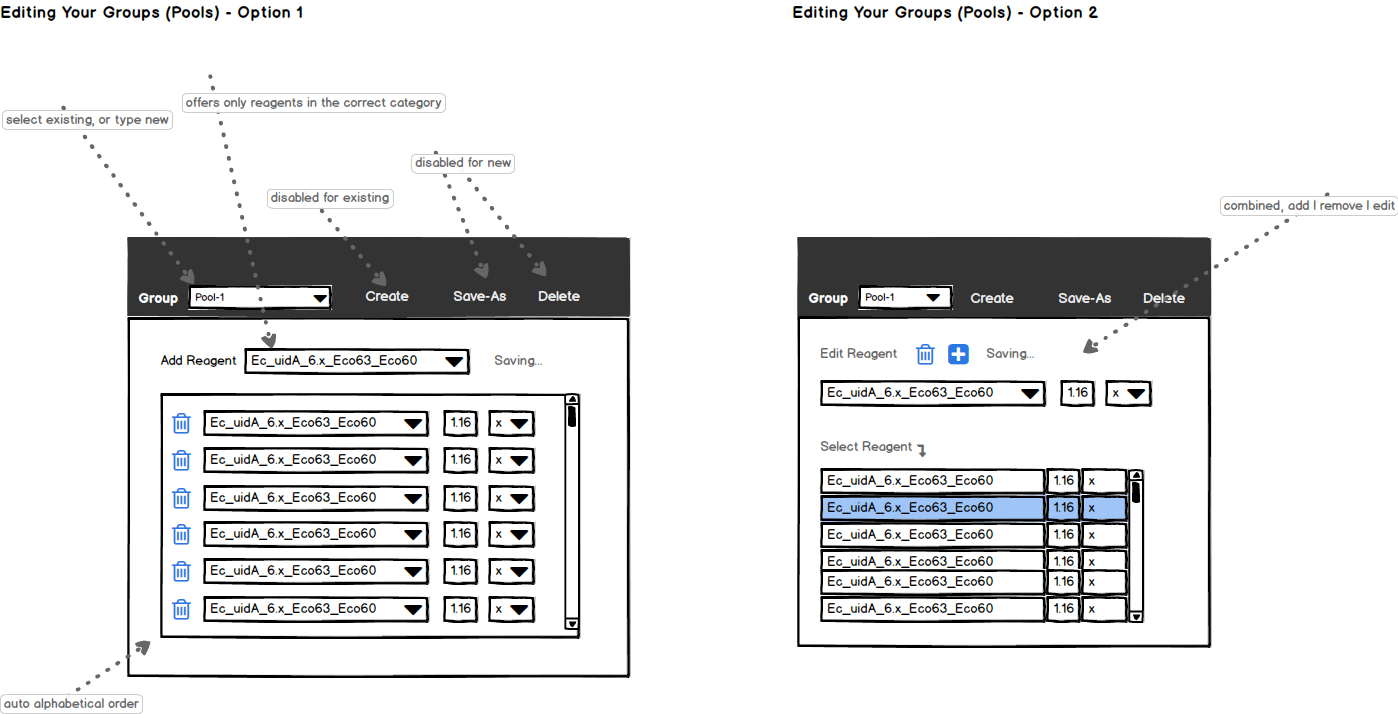 Editing Your Groups (Pools) - Option 1
offers only reagents in the correct category
select existing, or type new
disabled for new
disabled for existing
Group Pool-1 Create Save-As Delete
Add Reagent Ec_uidA_6.x_Eco63_Eco60 Saving...
Ec_uidA_6.x_Eco63_Eco60 1.16 x
Ec_uidA_6.x_Eco63_Eco60 1.16 x
Ec_uidA_6.x_Eco63_Eco60 1.16 x
Ec_uidA_6.x_Eco63_Eco60 1.16 x
Ec_uidA_6.x_Eco63_Eco60 1.16 x
Ec_uidA_6.x_Eco63_Eco60 1.16 x
auto alphabetical order
Editing Your Groups (Pools) - Option 2
combined, add | remove | edit
Group Pool-1 Create Save-As Delete
Edit Reagent Saving...
Ec_uidA_6.x_Eco63_Eco60 1.16 x
Select Reagent
Ec_uidA_6.x_Eco63_Eco60 1.16 x
Ec_uidA_6.x_Eco63_Eco60 1.16 x
Ec_uidA_6.x_Eco63_Eco60 1.16 x
Ec_uidA_6.x_Eco63_Eco60 1.16 x
Ec_uidA_6.x_Eco63_Eco60 1.16 x
Ec_uidA_6.x_Eco63_Eco60 1.16 x